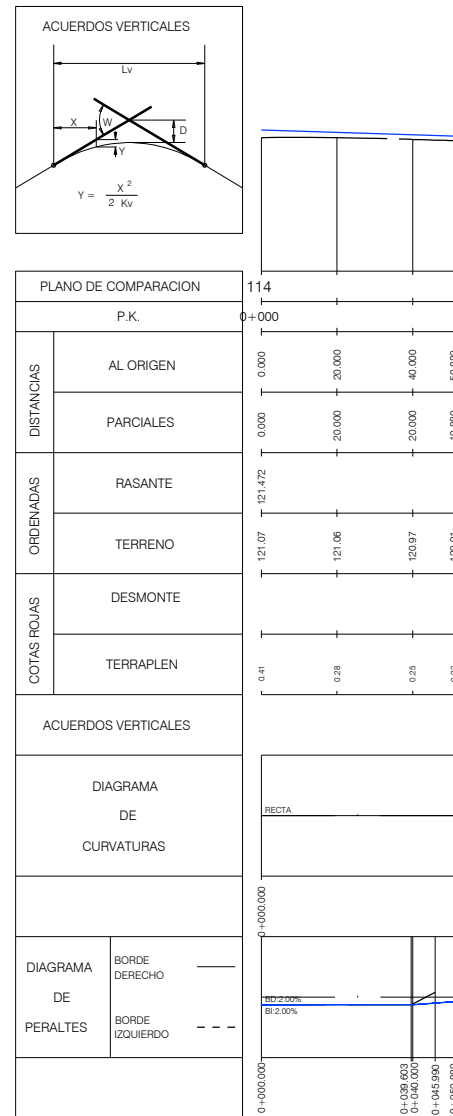 ACUERDOS VERTICALES
Lv
X
W
D
Y
Y = X 2
2 Kv
PLANO DE COMPARACION 114
P.K. 0+000
DISTANCIAS
AL ORIGEN 0.000 20.000 40.000
PARCIALES 0.000 20.000 20.000
ORDENADAS
RASANTE 121.472
TERRENO 121.07 121.06 120.97
COTAS ROJAS
DESMONTE
TERRAPLEN 0.41 0.28 0.25
ACUERDOS VERTICALES
DIAGRAMA
DE
CURVATURAS
RECTA
0+000.000
DIAGRAMA
DE
PERALTES
BORDE
DERECHO
BORDE
IZQUIERDO
BD:2.00%
BI:2.00%
0+000.000 0+039.603 0+040.000 0+045.990